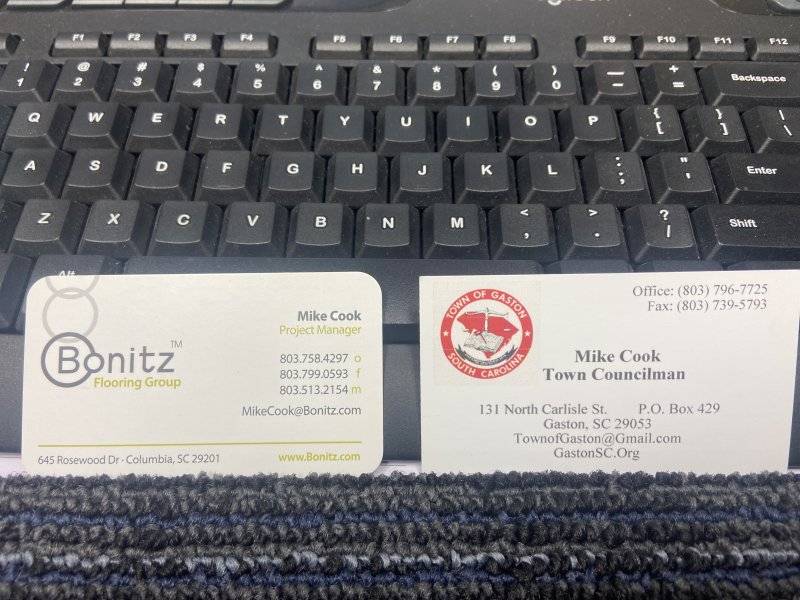 F1 F2 F3 F4 F5 F6 F7 F8 F9 F10 F11 F12
! @ # $ % ^ & * ( ) — +
1 2 3 4 5 6 7 8 9 0 - = Backspace
Q W E R T Y U I O P { } \
[ ]
A S D F G H J K L : " Enter
; '
Z X C V B N M < > ? Shift
, . /
Alt
Mike Cook
Project Manager
Bonitz TM
Flooring Group
803.758.4297 o
803.799.0593 f
803.513.2154 m
MikeCook@Bonitz.com
645 Rosewood Dr · Columbia, SC 29201 www.Bonitz.com
Office: (803) 796-7725
Fax: (803) 739-5793
TOWN OF GASTON
SOUTH CAROLINA
Mike Cook
Town Councilman
131 North Carlisle St. P.O. Box 429
Gaston, SC 29053
TownofGaston@Gmail.com
GastonSC.Org